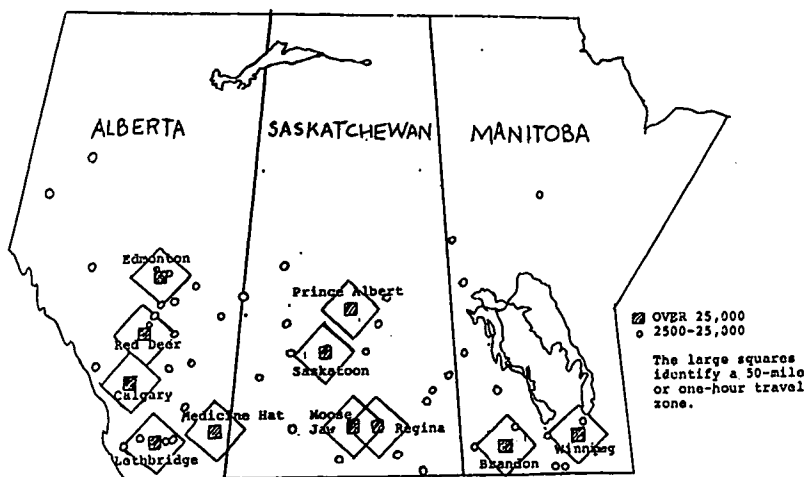 ALBERTA
SASKATCHEWAN
MANITOBA
Edmonton
Prince Albert
OVER 25,000
2500-25,000
Red Deer
Saskatoon
The large squares
identify a 50-mile
or one-hour travel
zone.
Calgary
Medicine Hat
Moose
Jaw
Regina
Winnipeg
Lethbridge
Brandon